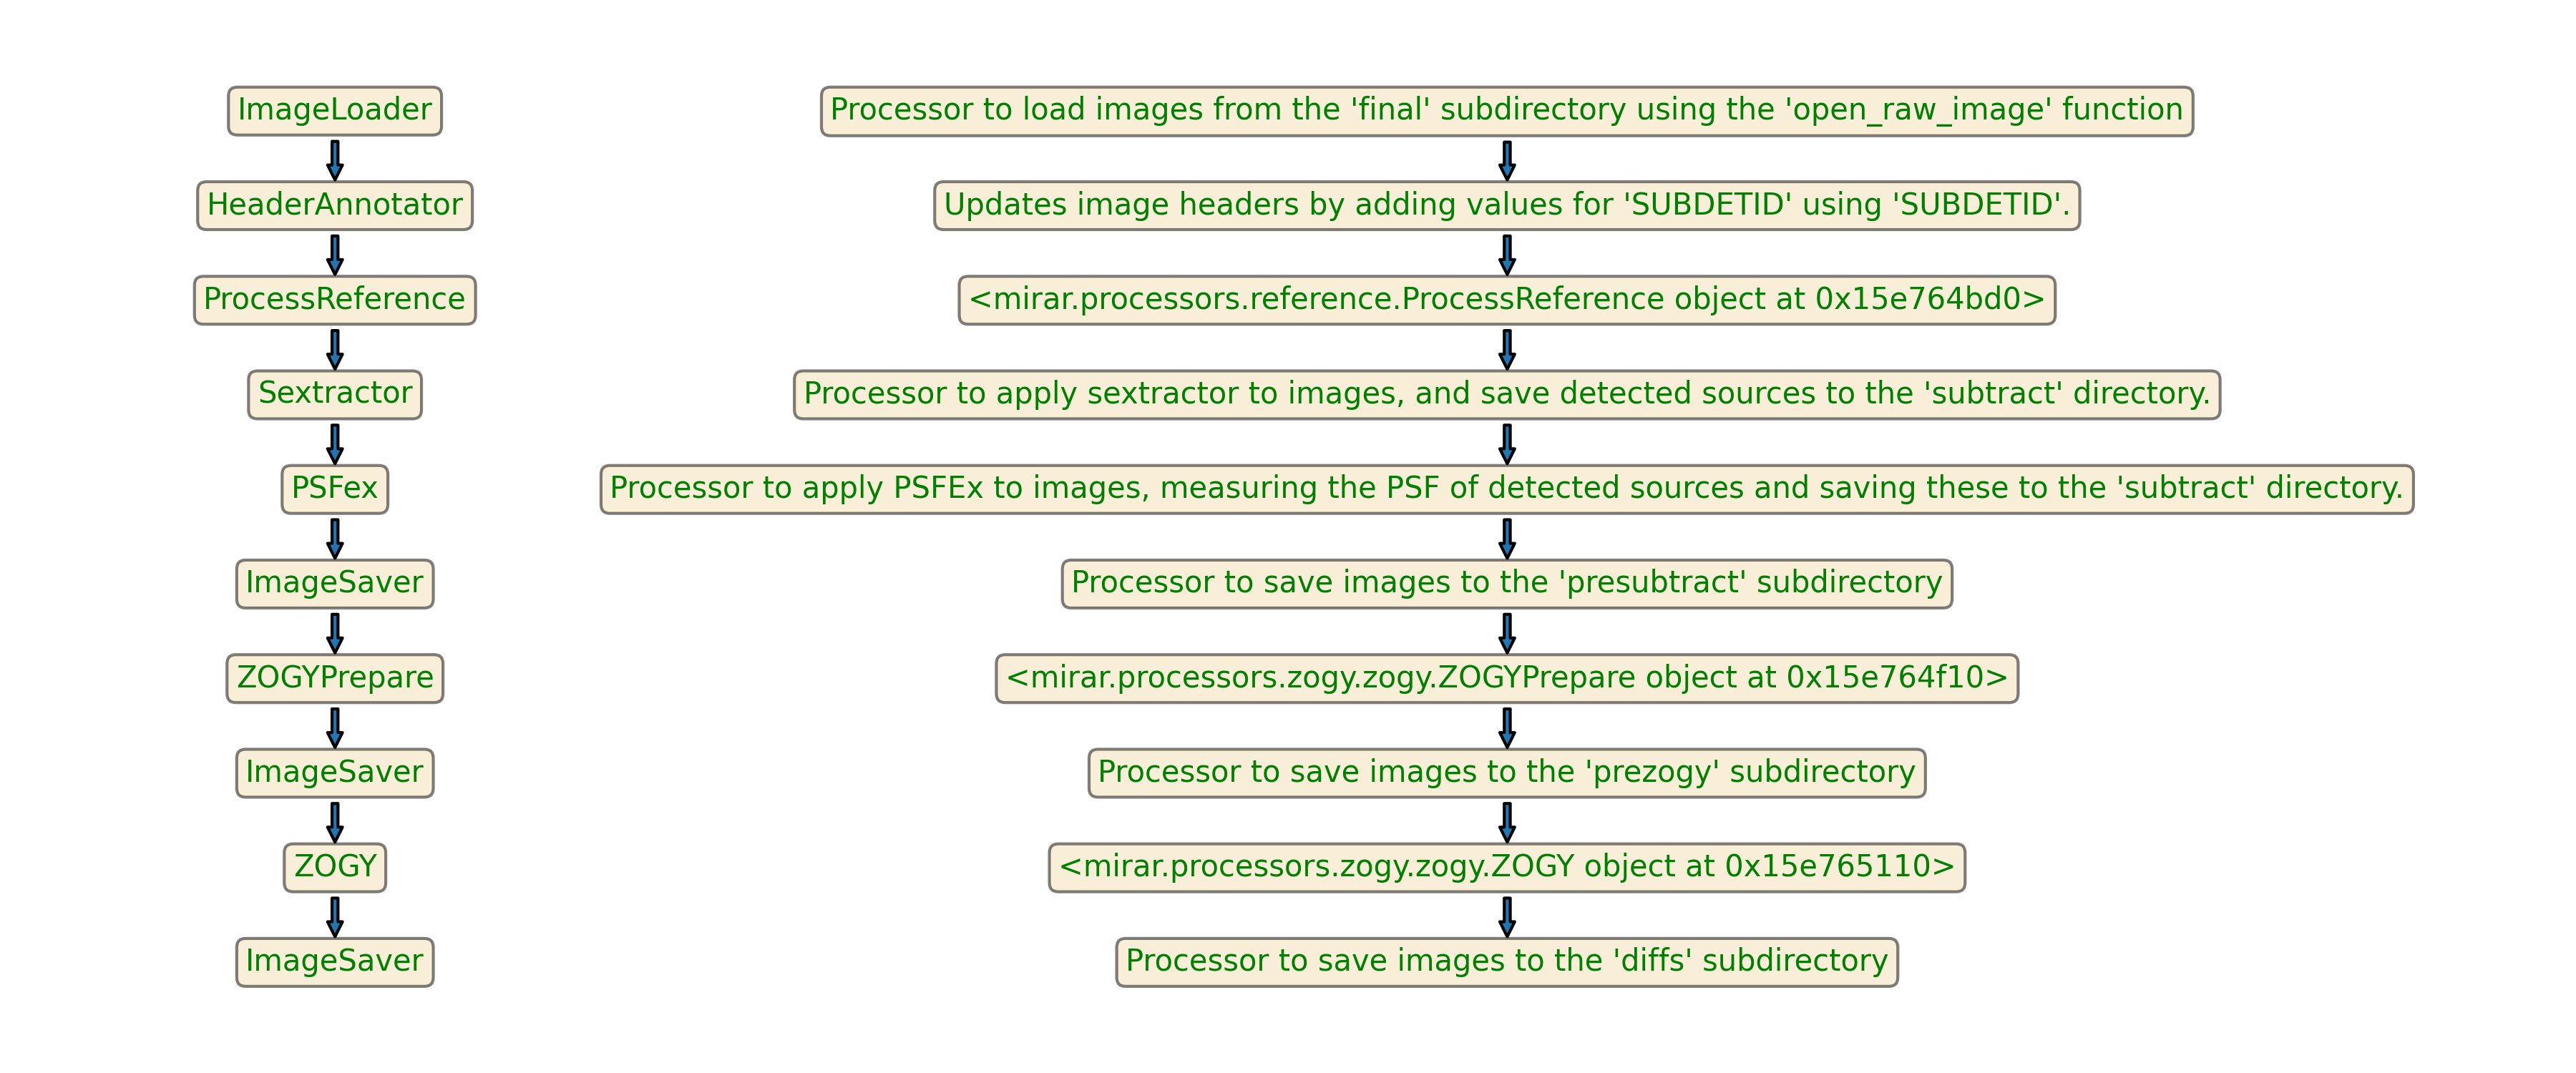 ImageLoader
Processor to load images from the 'final' subdirectory using the 'open_raw_image' function
HeaderAnnotator
Updates image headers by adding values for 'SUBDETID' using 'SUBDETID'.
ProcessReference
<mirar.processors.reference.ProcessReference object at 0x15e764bd0>
Sextractor
Processor to apply sextractor to images, and save detected sources to the 'subtract' directory.
PSFex
Processor to apply PSFEx to images, measuring the PSF of detected sources and saving these to the 'subtract' directory.
ImageSaver
Processor to save images to the 'presubtract' subdirectory
ZOGYPrepare
<mirar.processors.zogy.zogy.ZOGYPrepare object at 0x15e764f10>
ImageSaver
Processor to save images to the 'prezogy' subdirectory
ZOGY
<mirar.processors.zogy.zogy.ZOGY object at 0x15e765110>
ImageSaver
Processor to save images to the 'diffs' subdirectory